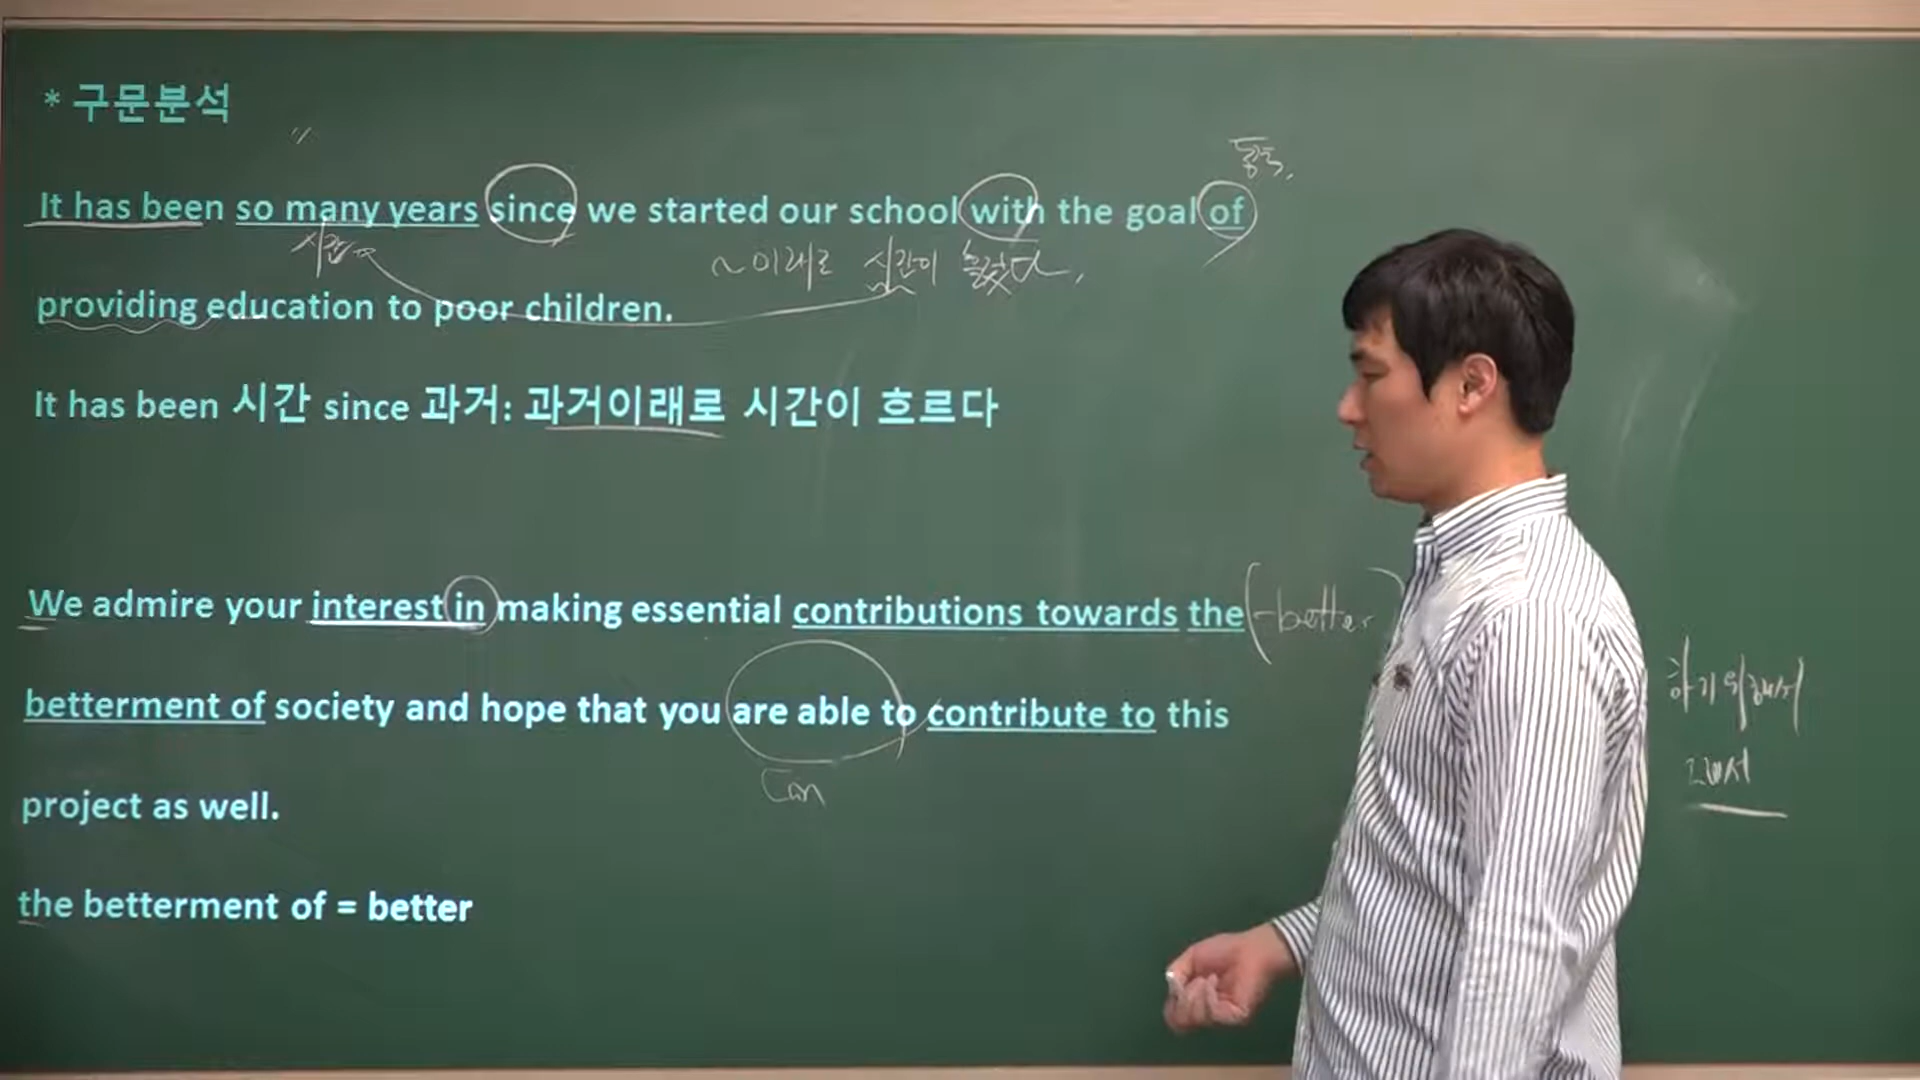 * 구문분석
동격,
It has been so many years since we started our school with the goal of
시간 ~이래로 시간이 흘렀다,
providing education to poor children.
It has been 시간 since 과거: 과거이래로 시간이 흐르다
We admire your interest in making essential contributions towards the (-better)
betterment of society and hope that you are able to contribute to this
하기위해서
Can
project as well.
the betterment of = better